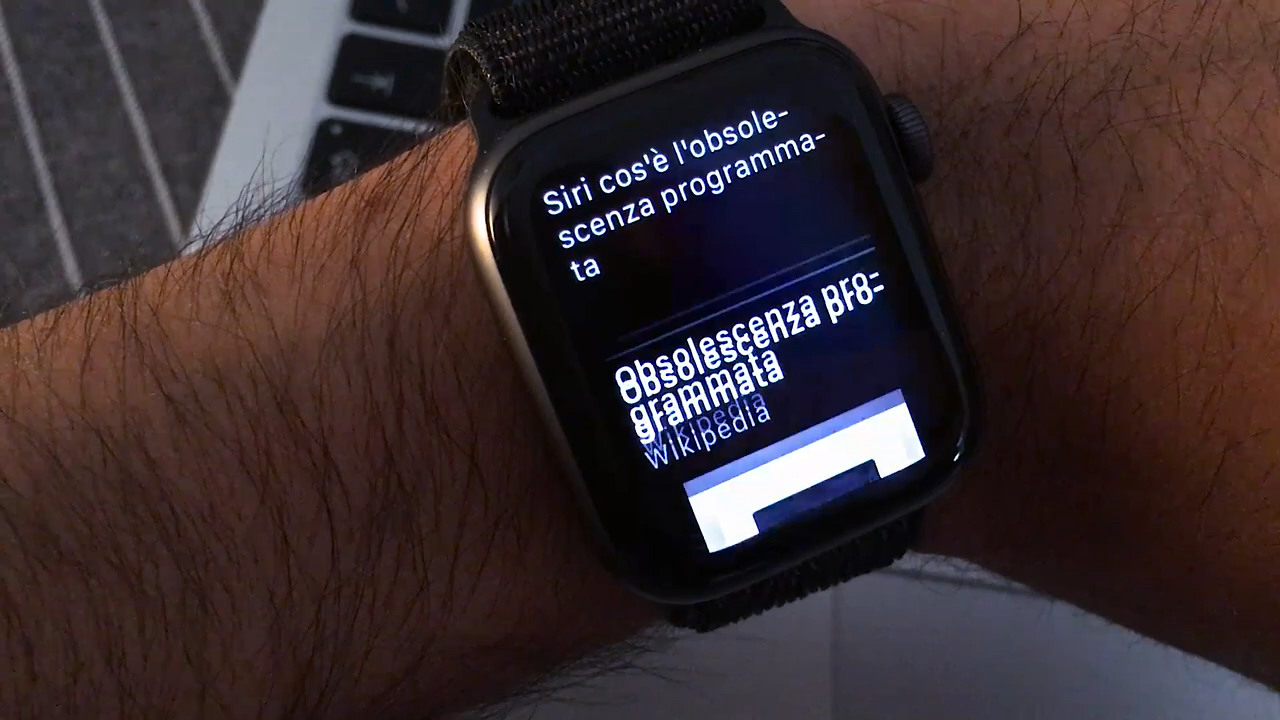 Siri cos'è l'obsole-
scenza programma-
ta
Obsolescenza pro-
grammata
Wikipedia